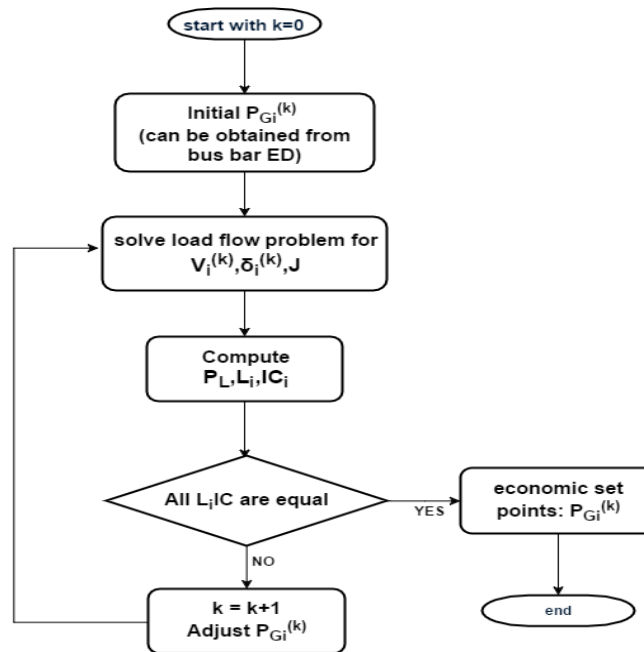 start with k=0
Initial P_Gi^(k)
(can be obtained from
bus bar ED)
solve load flow problem for
V_i^(k),δ_i^(k),J
Compute
P_L,L_i,IC_i
All L_iIC are equal
YES
economic set
points: P_Gi^(k)
NO
k = k+1
Adjust P_Gi^(k)
end